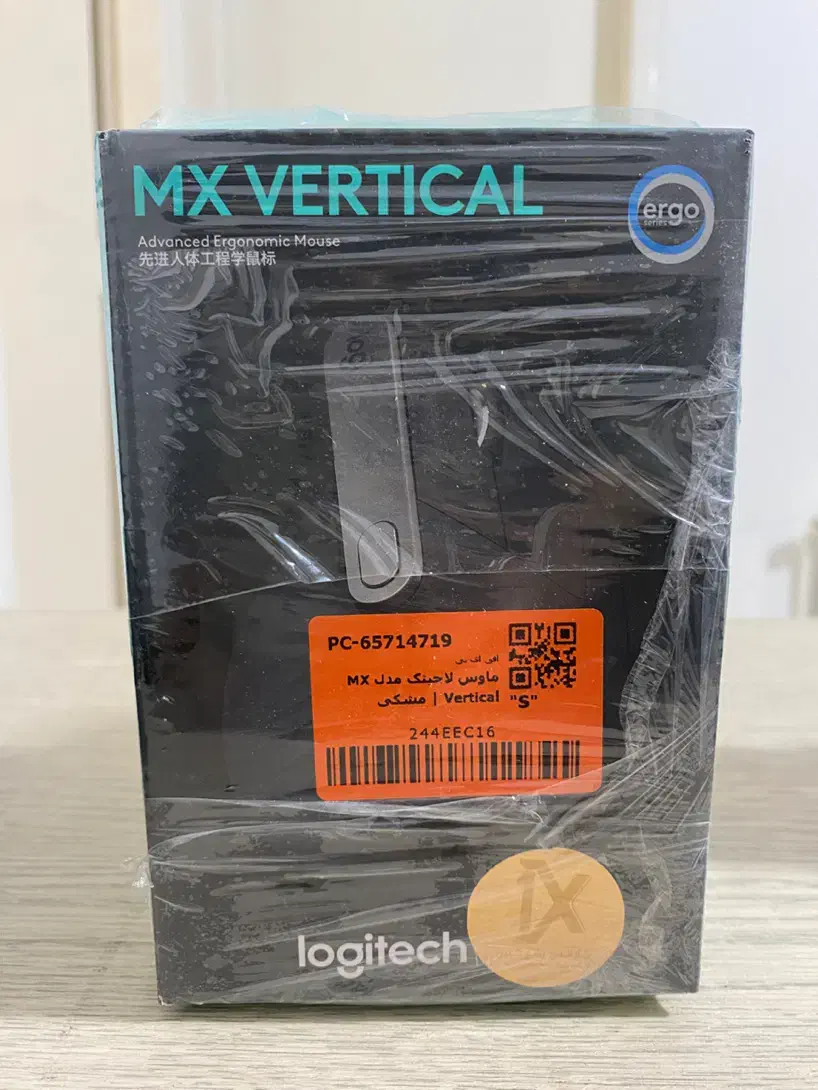 MX VERTICAL
ergo
series
Advanced Ergonomic Mouse
先进人体工程学鼠标
PC-65714719
ماوس لاجیتک مدل MX
Vertical | مشکی
"S"
244EEC16
logitech